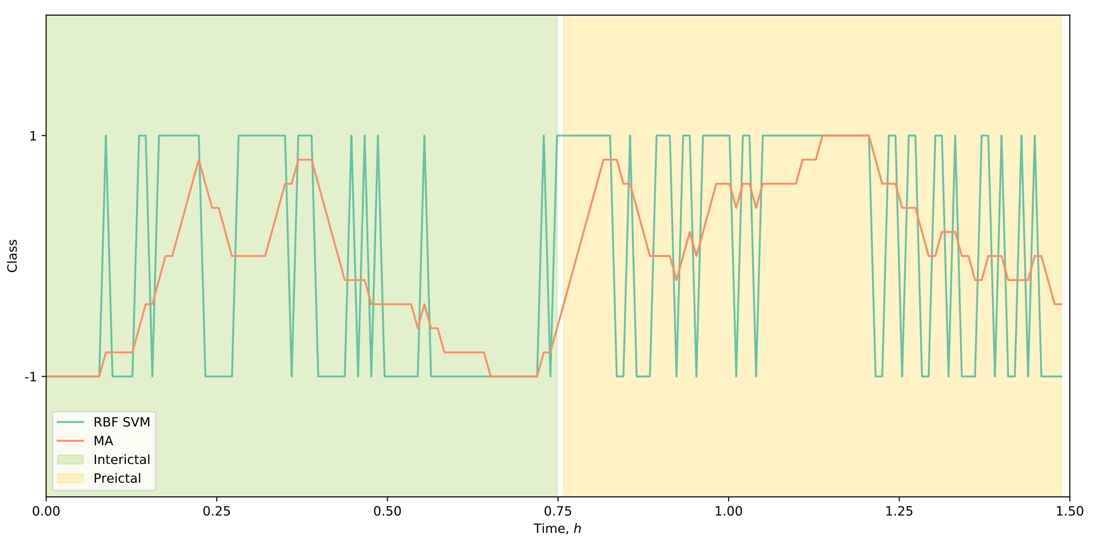 Class
1
-1
RBF SVM
MA
Interictal
Preictal
0.00 0.25 0.50 0.75 1.00 1.25 1.50
Time, h